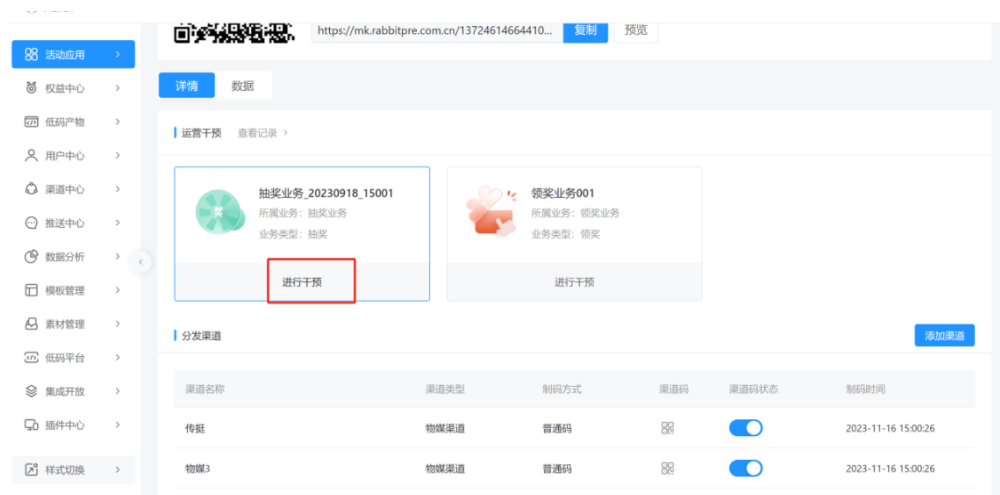 https://mk.rabbitpre.com.cn/13724614664410... 复制 预览
活动应用
权益中心
低码产物
用户中心
渠道中心
推送中心
数据分析
模板管理
素材管理
低码平台
集成开放
插件中心
样式切换
详情 数据
运营干预 查看记录
抽奖业务_20230918_15001
所属业务：抽奖业务
业务类型：抽奖
进行干预
领奖业务001
所属业务：领奖业务
业务类型：领奖
进行干预
分发渠道 添加渠道
渠道名称 渠道类型 制码方式 渠道码 渠道码状态 制码时间
传挺 物媒渠道 普通码 2023-11-16 15:00:26
物媒3 物媒渠道 普通码 2023-11-16 15:00:26